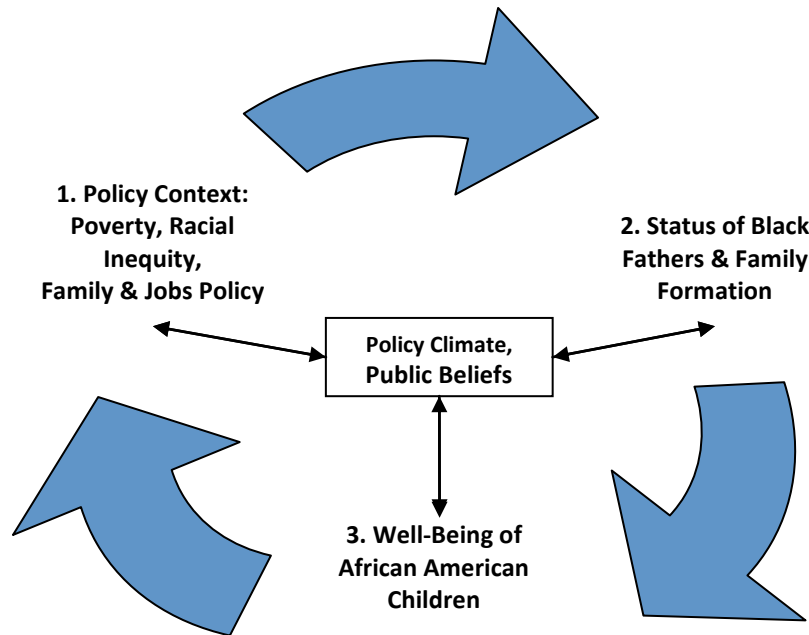 1. Policy Context:
Poverty, Racial
Inequity,
Family & Jobs Policy
2. Status of Black
Fathers & Family
Formation
Policy Climate,
Public Beliefs
3. Well-Being of
African American
Children